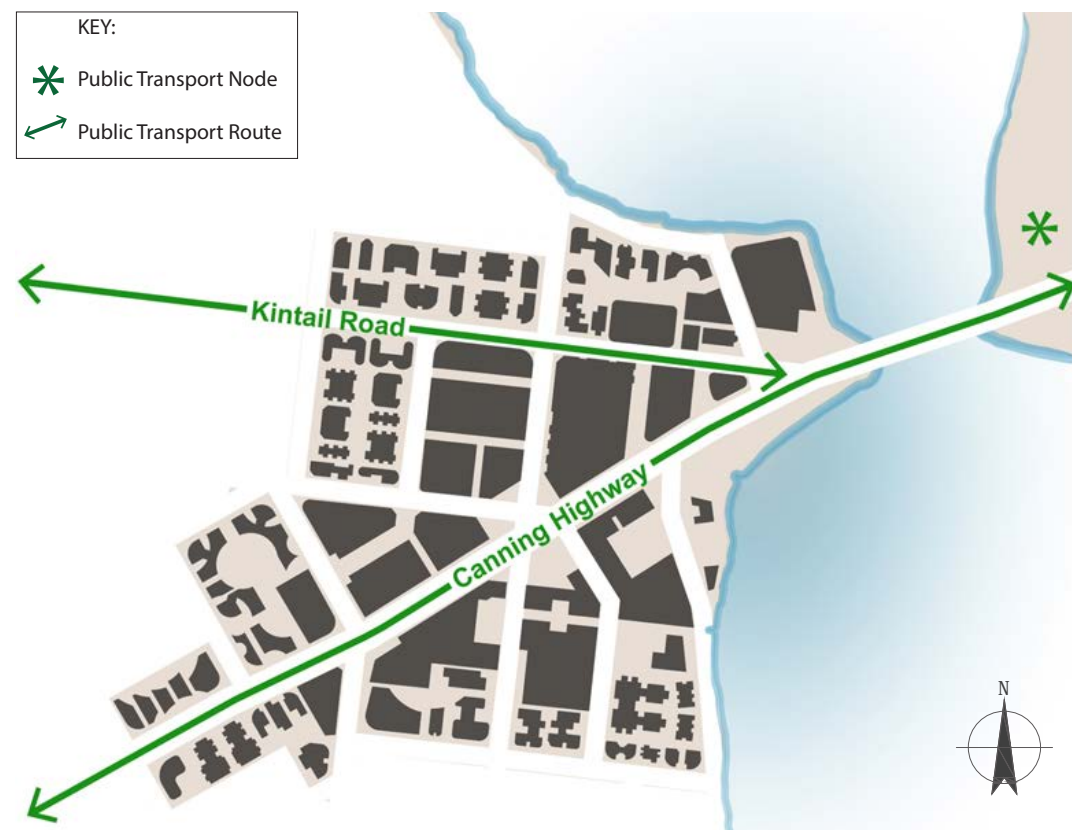 KEY:
Public Transport Node
Public Transport Route
Kintail Road
Canning Highway
N